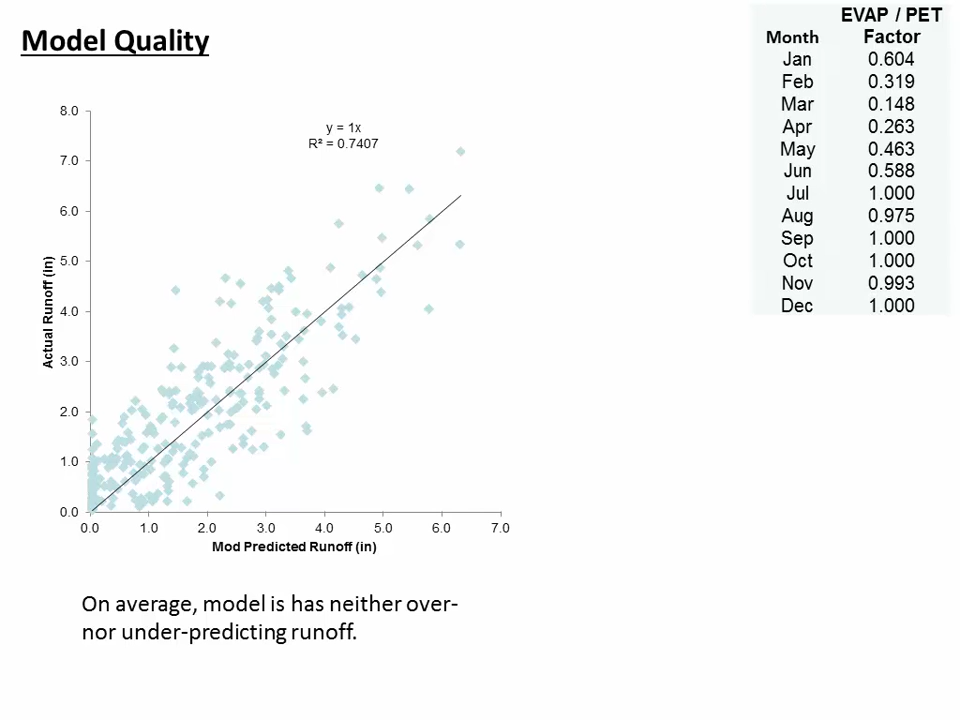 Model Quality
EVAP / PET
Month Factor
Jan 0.604
Feb 0.319
Mar 0.148
Apr 0.263
May 0.463
Jun 0.588
Jul 1.000
Aug 0.975
Sep 1.000
Oct 1.000
Nov 0.993
Dec 1.000
y = 1x
R² = 0.7407
8.0
7.0
6.0
5.0
4.0
3.0
2.0
1.0
0.0
Actual Runoff (in)
0.0 1.0 2.0 3.0 4.0 5.0 6.0 7.0
Mod Predicted Runoff (in)
On average, model is has neither over-
nor under-predicting runoff.